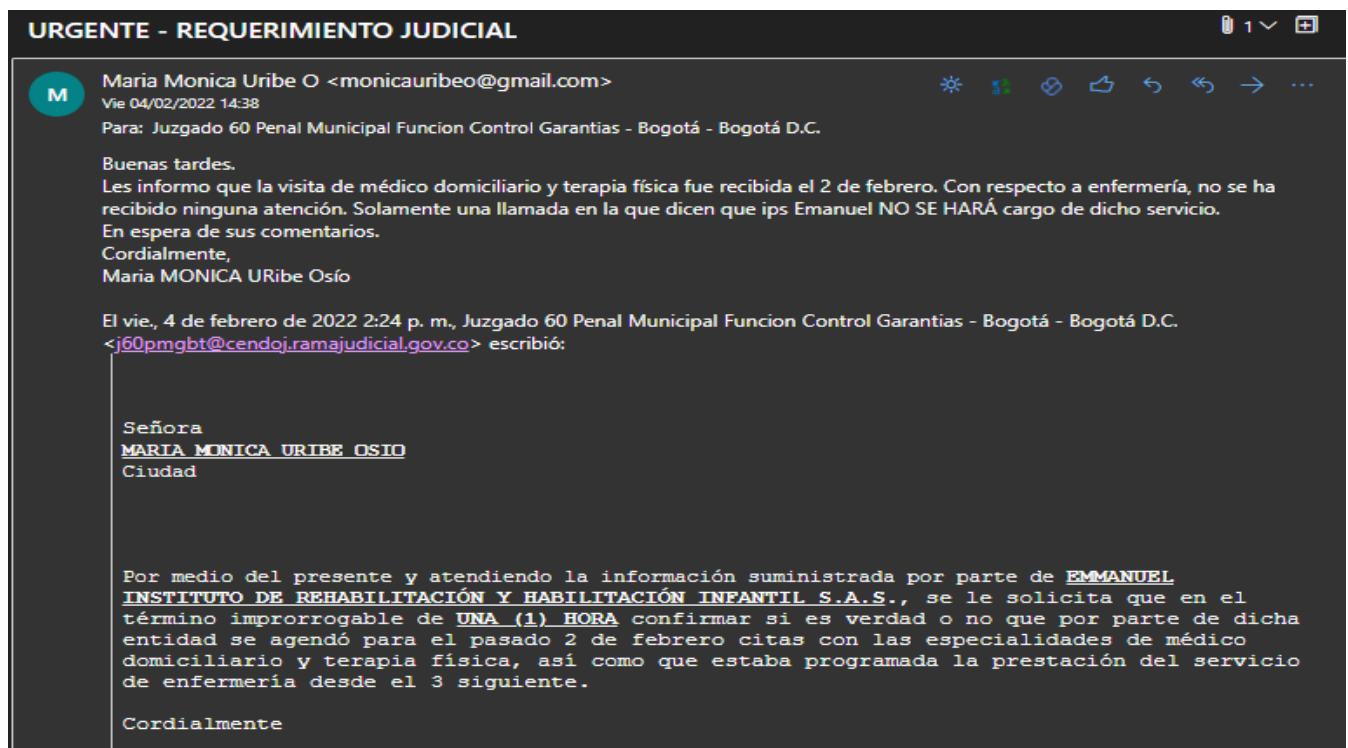 URGENTE - REQUERIMIENTO JUDICIAL
1
M
Maria Monica Uribe O <monicauribeo@gmail.com>
Vie 04/02/2022 14:38
Para: Juzgado 60 Penal Municipal Funcion Control Garantias - Bogotá - Bogotá D.C.
Buenas tardes.
Les informo que la visita de médico domiciliario y terapia física fue recibida el 2 de febrero. Con respecto a enfermería, no se ha
recibido ninguna atención. Solamente una llamada en la que dicen que ips Emanuel NO SE HARÁ cargo de dicho servicio.
En espera de sus comentarios.
Cordialmente,
Maria MONICA URibe Osío
El vie., 4 de febrero de 2022 2:24 p. m., Juzgado 60 Penal Municipal Funcion Control Garantias - Bogotá - Bogotá D.C.
<j60pmgbt@cendoj.ramajudicial.gov.co> escribió:
Señora
MARIA MONICA URIBE OSIO
Ciudad
Por medio del presente y atendiendo la información suministrada por parte de EMMANUEL
INSTITUTO DE REHABILITACIÓN Y HABILITACIÓN INFANTIL S.A.S., se le solicita que en el
término improrrogable de UNA (1) HORA confirmar si es verdad o no que por parte de dicha
entidad se agendó para el pasado 2 de febrero citas con las especialidades de médico
domiciliario y terapia física, así como que estaba programada la prestación del servicio
de enfermería desde el 3 siguiente.
Cordialmente